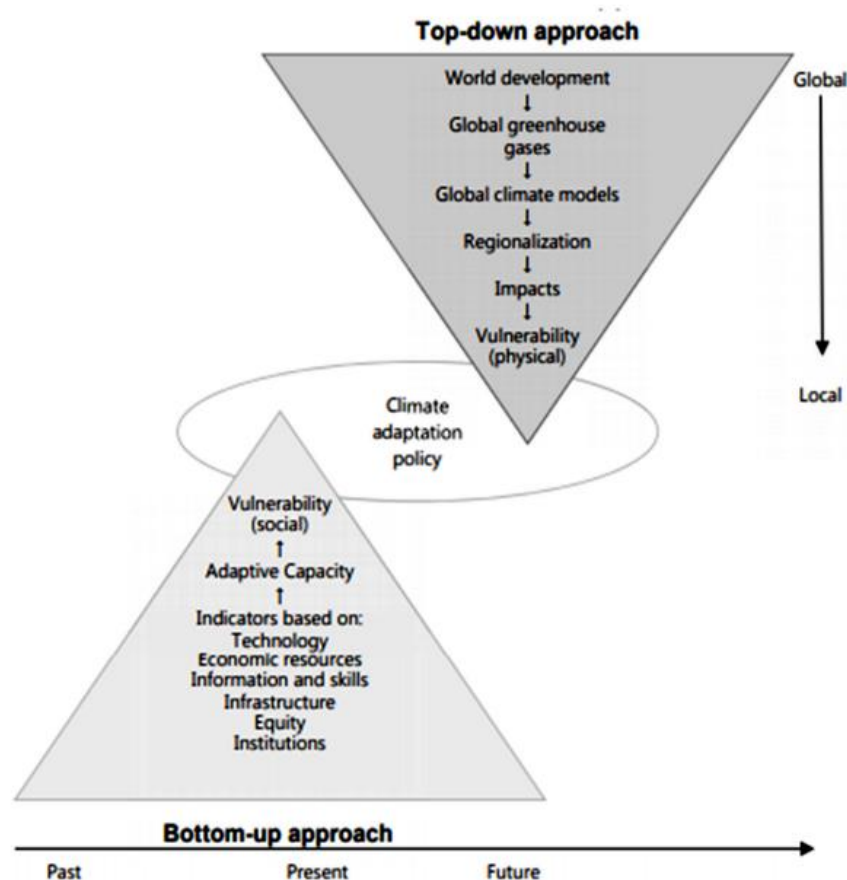 Top-down approach
World development
↓
Global greenhouse
gases
↓
Global climate models
↓
Regionalization
↓
Impacts
↓
Vulnerability
(physical)
Global
Local
Climate
adaptation
policy
Vulnerability
(social)
↑
Adaptive Capacity
↑
Indicators based on:
Technology
Economic resources
Information and skills
Infrastructure
Equity
Institutions
Bottom-up approach
Past Present Future